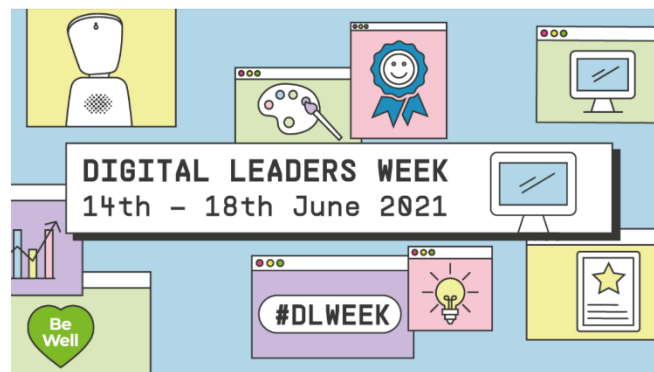 DIGITAL LEADERS WEEK
14th – 18th June 2021
#DLWEEK
Be
Well